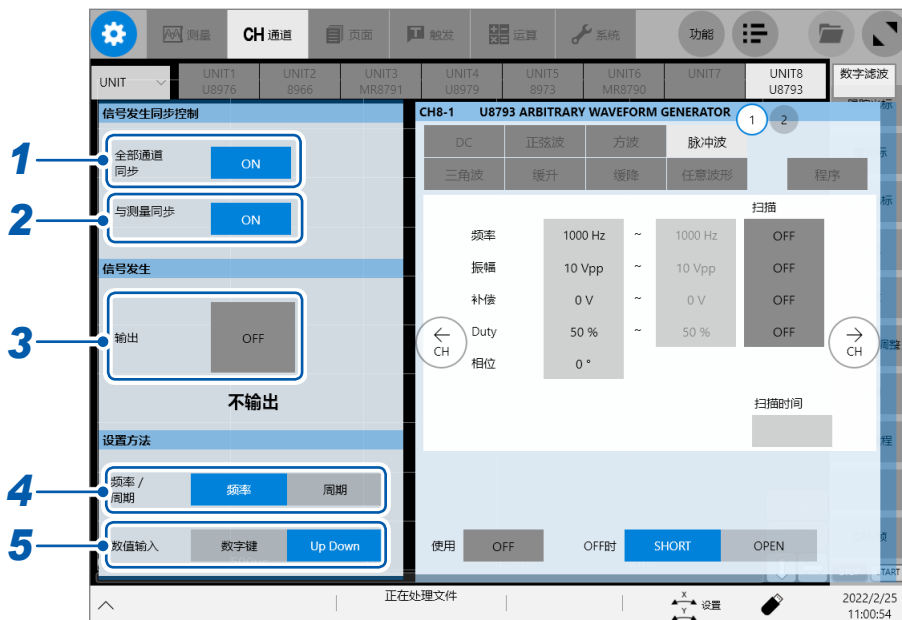 测量
CH 通道
页面
T 触发
运算
系统
功能
UNIT
UNIT1
U8976
UNIT2
8966
UNIT3
MR8791
UNIT4
U8979
UNIT5
8973
UNIT6
MR8790
UNIT7
UNIT8
U8793
数字滤波
信号发生同步控制
1
全部通道
同步
ON
2
与测量同步
ON
信号发生
3
输出
OFF
不输出
设置方法
4
频率 /
周期
频率
周期
5
数值输入
数字键
Up Down
CH8-1 U8793 ARBITRARY WAVEFORM GENERATOR
1
2
DC
正弦波
方波
脉冲波
三角波
缓升
缓降
任意波形
程序
扫描
频率 1000 Hz ~ 1000 Hz OFF
振幅 10 Vpp ~ 10 Vpp OFF
补偿 0 V ~ 0 V OFF
Duty 50 % ~ 50 % OFF
相位 0 °
← CH
→ CH
调整
扫描时间
程
使用 OFF
OFF时 SHORT OPEN
正在处理文件
X
Y
设置
2022/2/25
11:00:54